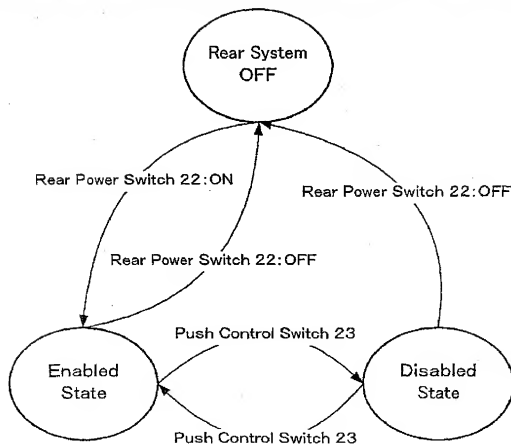 Rear System
OFF
Rear Power Switch 22:ON
Rear Power Switch 22:OFF
Rear Power Switch 22:OFF
Push Control Switch 23
Enabled
State
Disabled
State
Push Control Switch 23